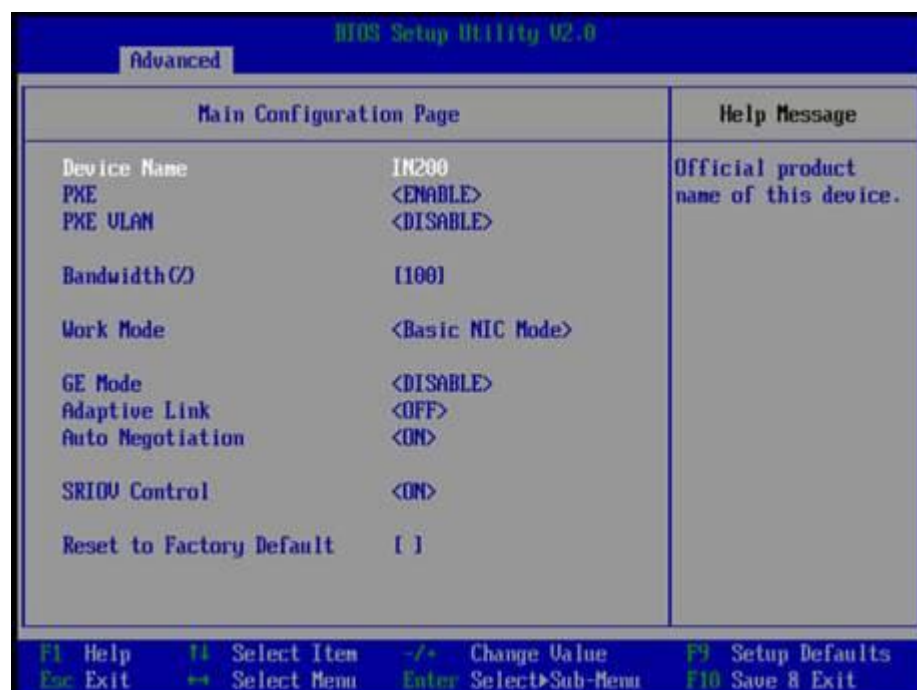 BIOS Setup Utility V2.0
Advanced
Main Configuration Page
Help Message
Device Name IN200
PXE <ENABLE>
PXE VLAN <DISABLE>
Bandwidth(%) [100]
Work Mode <Basic NIC Mode>
GE Mode <DISABLE>
Adaptive Link <OFF>
Auto Negotiation <ON>
SRIOV Control <ON>
Reset to Factory Default [ ]
Official product
name of this device.
F1 Help ↑↓ Select Item -/+ Change Value F9 Setup Defaults
Esc Exit ←→ Select Menu Enter Select▶Sub-Menu F10 Save & Exit